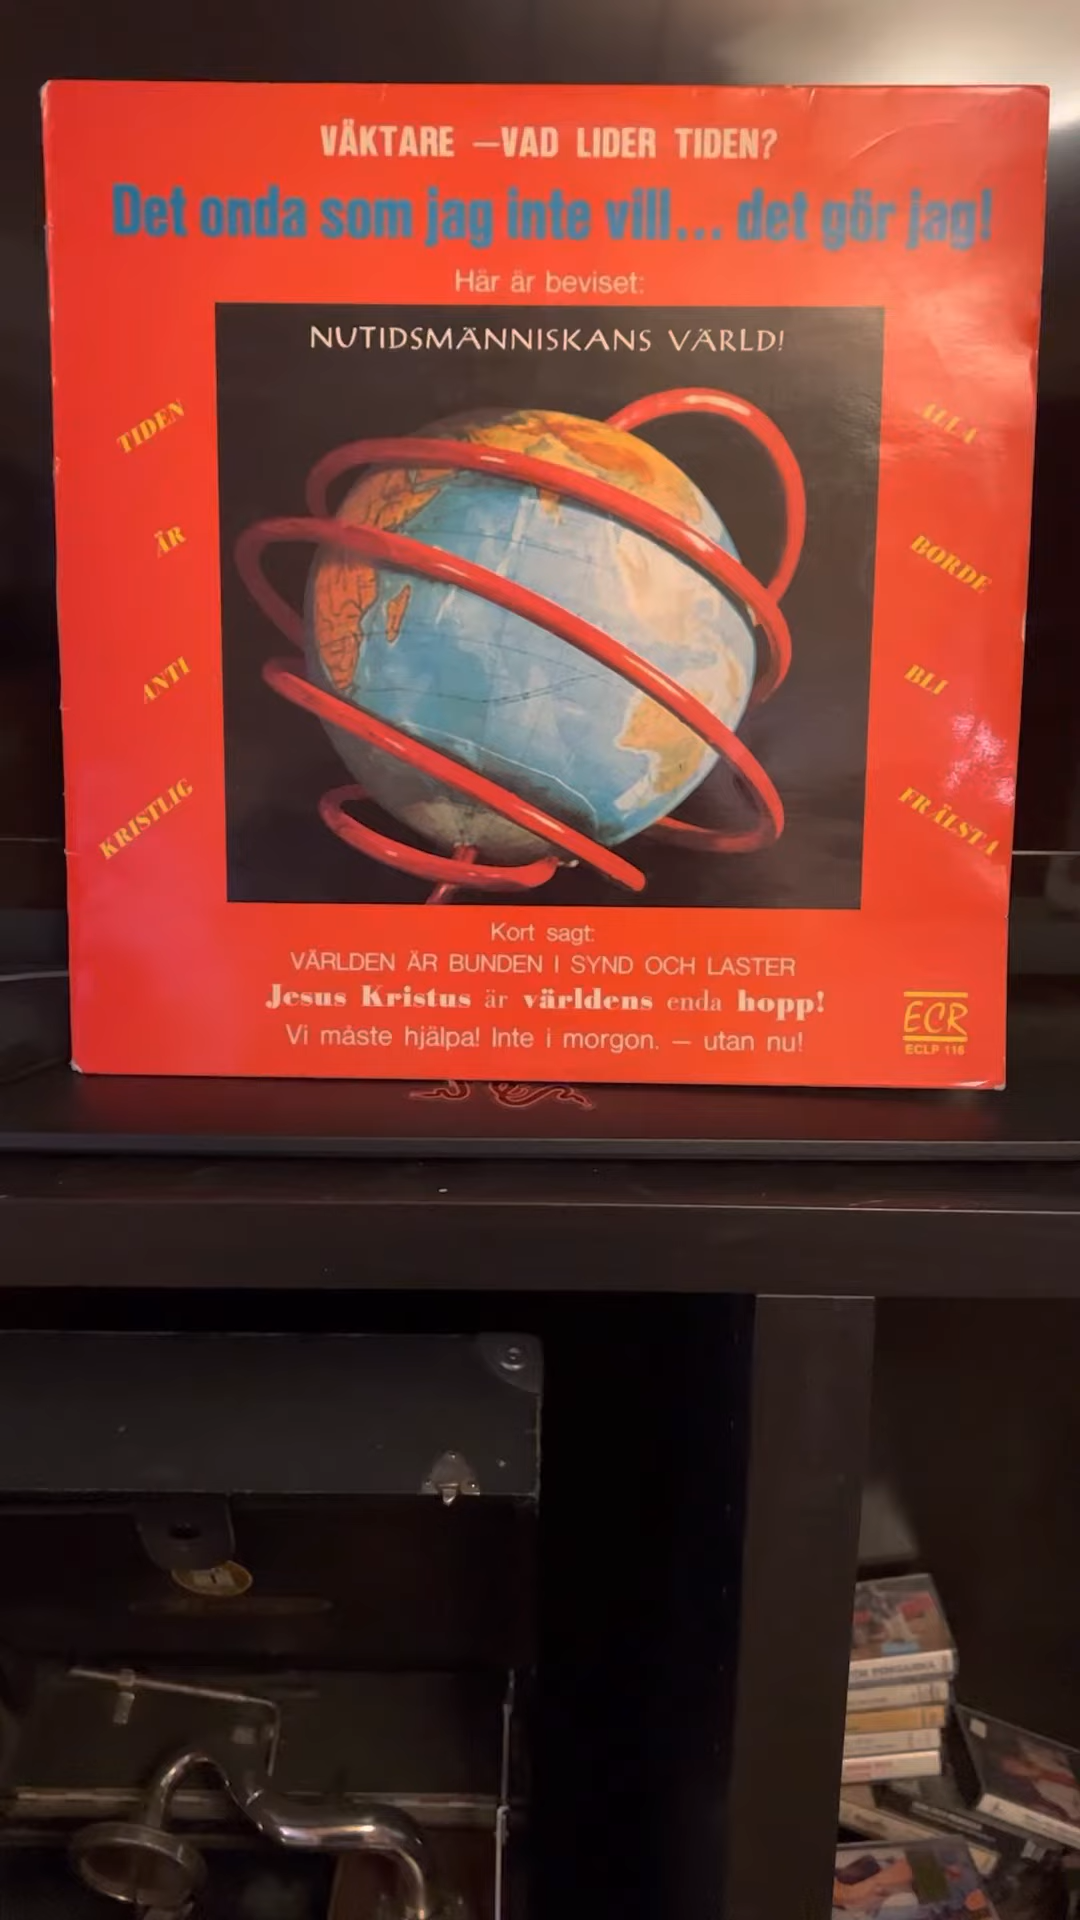 VÄKTARE –VAD LIDER TIDEN?
Det onda som jag inte vill... det gör jag!
Här är beviset:
NUTIDSMÄNNISKANS VÄRLD!
TIDEN
ÄR
ANTI
KRISTLIG
ALLA
BORDE
BLI
FRÄLSTA
Kort sagt:
VÄRLDEN ÄR BUNDEN I SYND OCH LASTER
Jesus Kristus är världens enda hopp!
Vi måste hjälpa! Inte i morgon. – utan nu!
ECR
ECLP 116